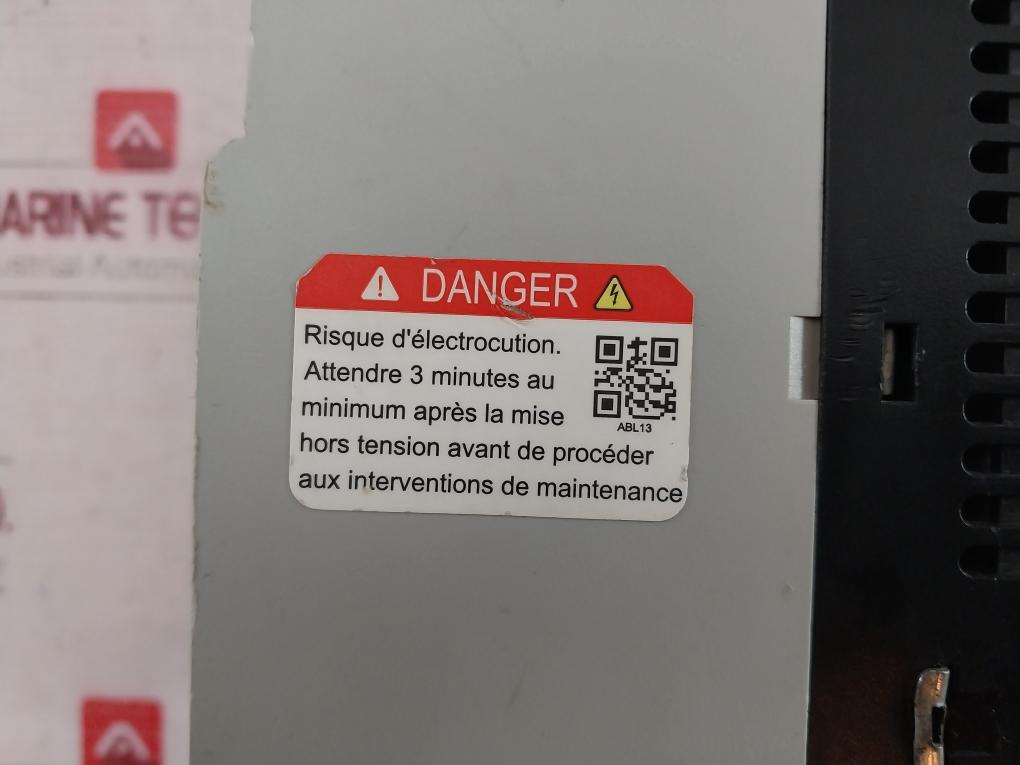 ARINE TE
DANGER
Risque d'électrocution.
Attendre 3 minutes au
minimum après la mise
hors tension avant de procéder
aux interventions de maintenance
ABL13